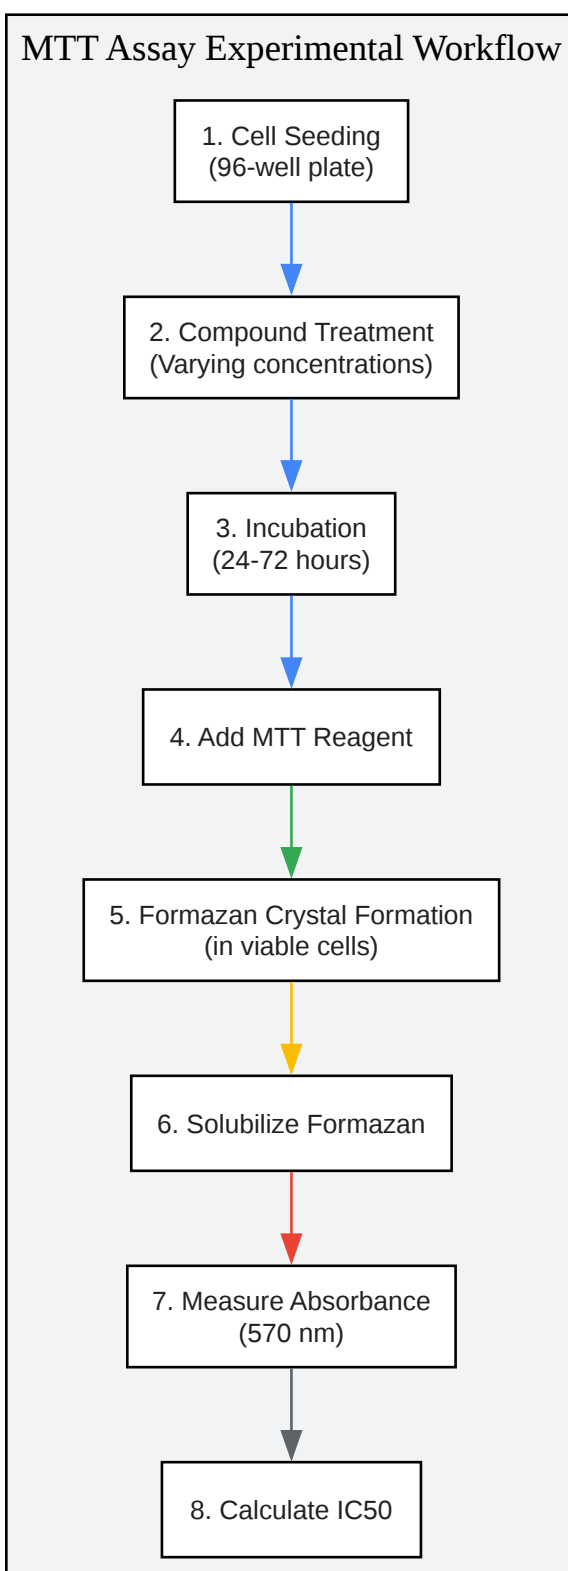 MTT Assay Experimental Workflow
1. Cell Seeding
(96-well plate)
2. Compound Treatment
(Varying concentrations)
3. Incubation
(24-72 hours)
4. Add MTT Reagent
5. Formazan Crystal Formation
(in viable cells)
6. Solubilize Formazan
7. Measure Absorbance
(570 nm)
8. Calculate IC50